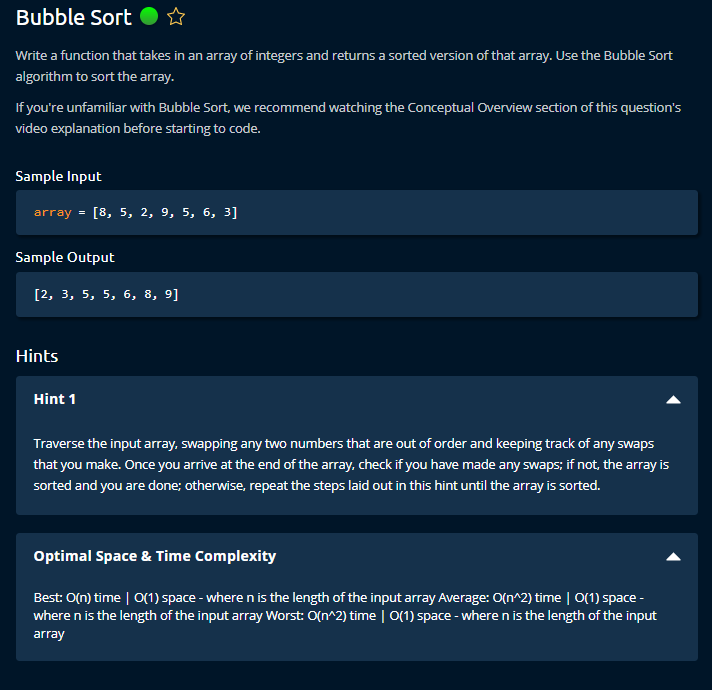 Bubble Sort
Write a function that takes in an array of integers and returns a sorted version of that array. Use the Bubble Sort
algorithm to sort the array.
If you're unfamiliar with Bubble Sort, we recommend watching the Conceptual Overview section of this question's
video explanation before starting to code.
Sample Input
array = [8, 5, 2, 9, 5, 6, 3]
Sample Output
[2, 3, 5, 5, 6, 8, 9]
Hints
Hint 1
Traverse the input array, swapping any two numbers that are out of order and keeping track of any swaps
that you make. Once you arrive at the end of the array, check if you have made any swaps; if not, the array is
sorted and you are done; otherwise, repeat the steps laid out in this hint until the array is sorted.
Optimal Space & Time Complexity
Best: O(n) time | O(1) space - where n is the length of the input array Average: O(n^2) time | O(1) space -
where n is the length of the input array Worst: O(n^2) time | O(1) space - where n is the length of the input
array